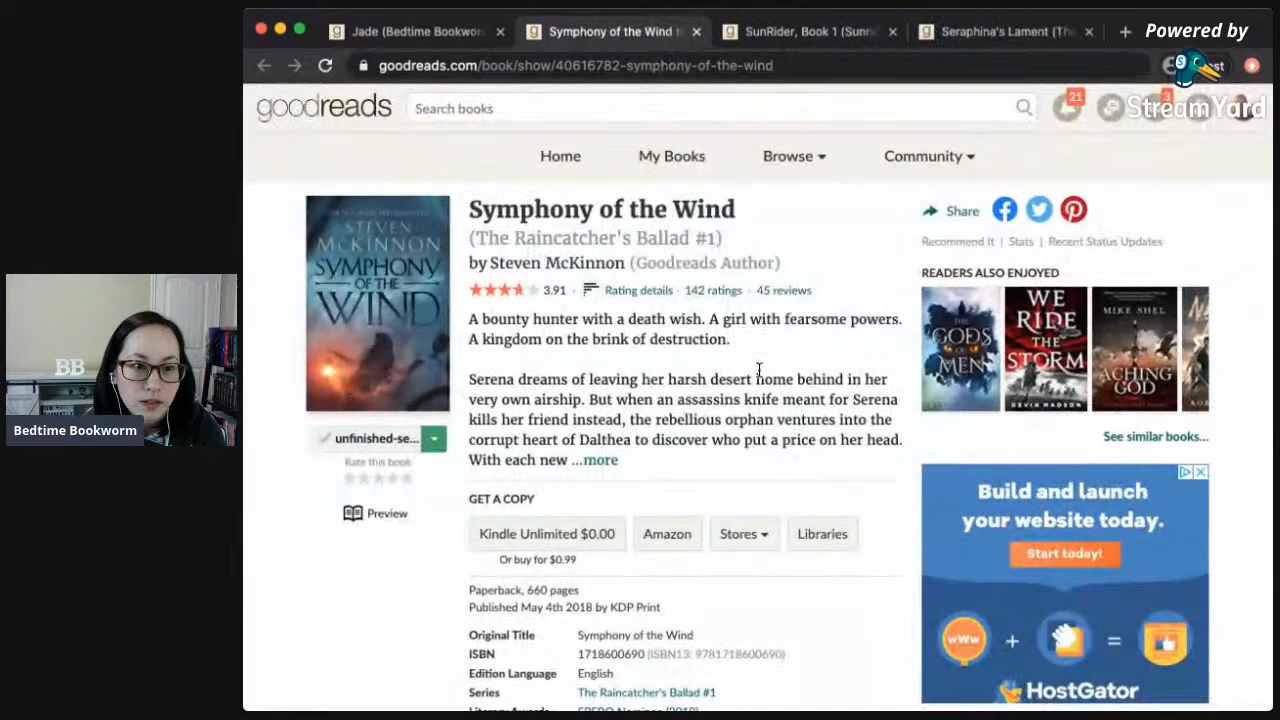 Jade (Bedtime Bookwor
Symphony of the Wind
SunRider, Book 1 (Sunr
Seraphina's Lament (Th
Powered by
StreamYard
goodreads.com/book/show/40616782-symphony-of-the-wind
goodreads
Search books
21
3
Home
My Books
Browse
Community
STEVEN
MCKINNON
SYMPHONY
OF THE
WIND
Symphony of the Wind
(The Raincatcher's Ballad #1)
by Steven McKinnon (Goodreads Author)
3.91 · Rating details · 142 ratings · 45 reviews
A bounty hunter with a death wish. A girl with fearsome powers.
A kingdom on the brink of destruction.
Serena dreams of leaving her harsh desert home behind in her
very own airship. But when an assassins knife meant for Serena
kills her friend instead, the rebellious orphan ventures into the
corrupt heart of Dalthea to discover who put a price on her head.
With each new ...more
unfinished-se...
Rate this book
Preview
GET A COPY
Kindle Unlimited $0.00
Amazon
Stores
Libraries
Or buy for $0.99
Paperback, 660 pages
Published May 4th 2018 by KDP Print
Original Title Symphony of the Wind
ISBN 1718600690 (ISBN13: 9781718600690)
Edition Language English
Series The Raincatcher's Ballad #1
Share
Recommend It | Stats | Recent Status Updates
READERS ALSO ENJOYED
THE
GODS
OF
MEN
WE
RIDE
THE
STORM
DEVIN MADSON
MIKE SHEL
ACHING
GOD
See similar books...
Build and launch
your website today.
Start today!
www
+
=
HostGator
BB
Bedtime Bookworm